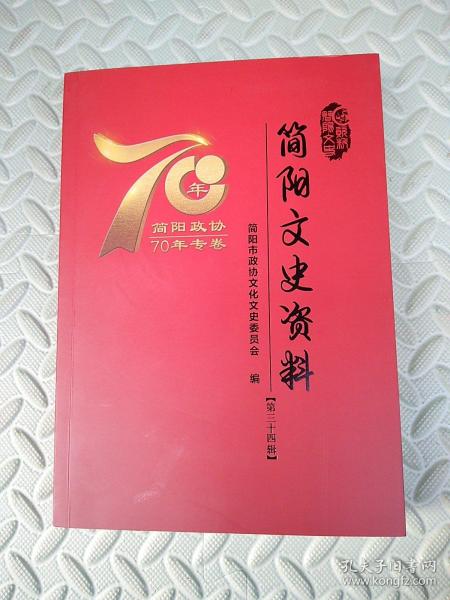 简阳文史资料
【第三十四辑】
简阳市政协文化文史委员会 编
70年
简阳政协
70年专卷
孔夫子旧书网
www.kongfz.com